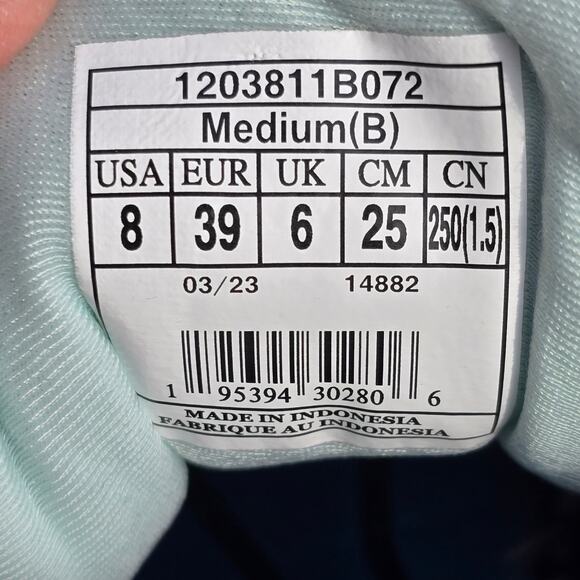 1203811B072
Medium(B)
USA EUR UK CM CN
8 39 6 25 250(1.5)
03/23 14882
1 95394 30280 6
MADE IN INDONESIA
FABRIQUE AU INDONESIA